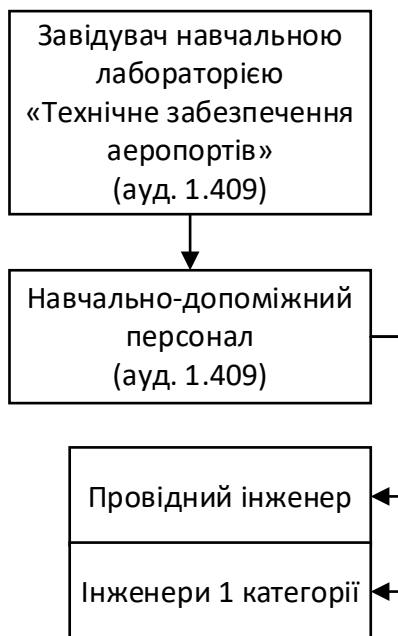 Завідувач навчальною
лабораторією
«Технічне забезпечення
аеропортів»
(ауд. 1.409)
Навчально-допоміжний
персонал
(ауд. 1.409)
Провідний інженер
Інженери 1 категорії